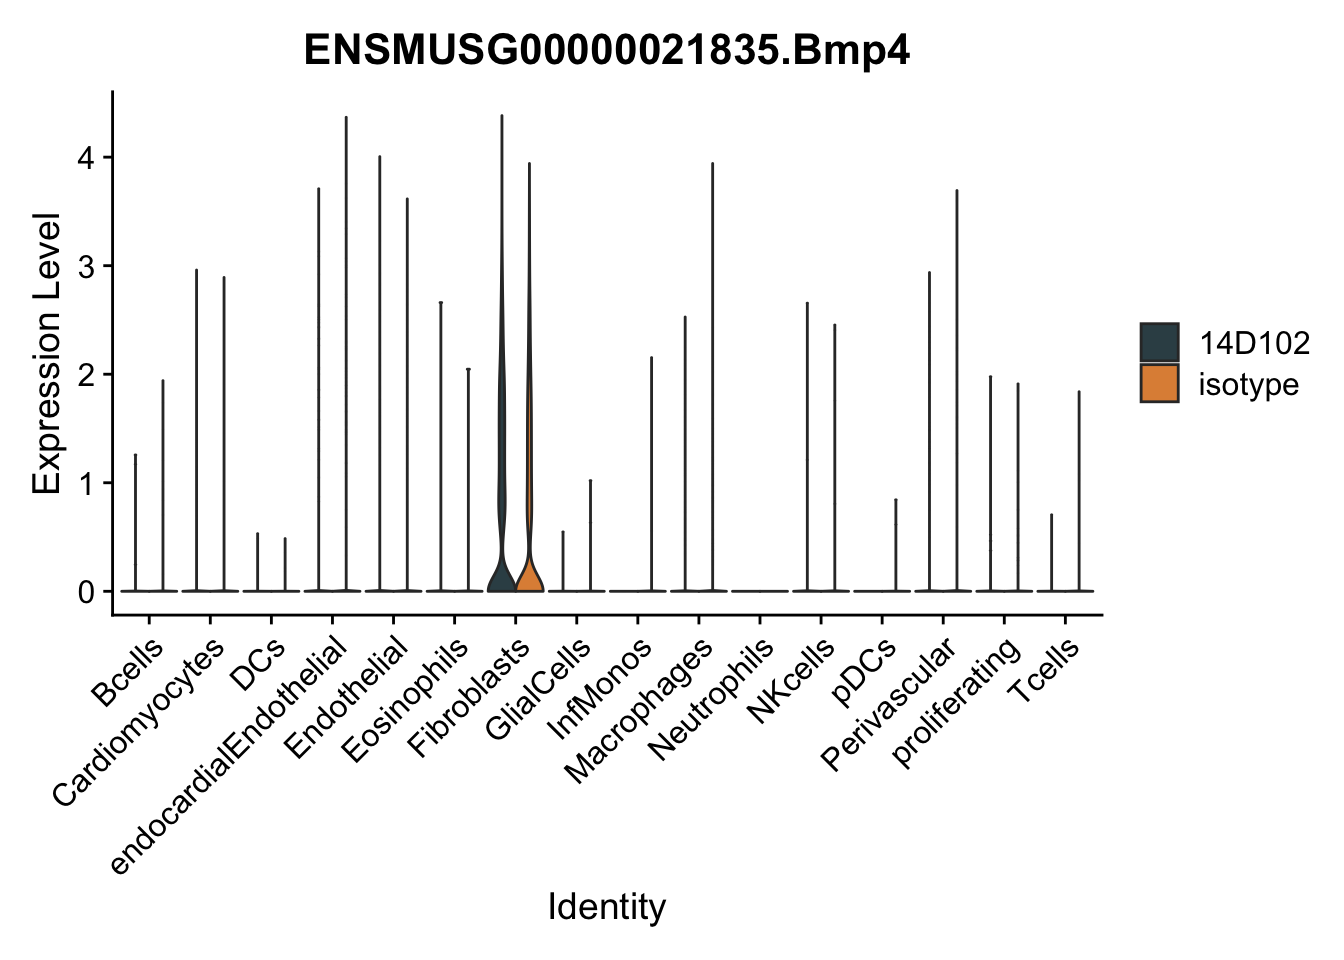 ENSMUSG00000021835.Bmp4
Expression Level
4
3
2
1
0
Bcells
Cardiomyocytes
DCs
endocardialEndothelial
Endothelial
Eosinophils
Fibroblasts
GlialCells
InfMonos
Macrophages
Neutrophils
NKcells
pDCs
Perivascular
proliferating
Tcells
Identity
14D102
isotype